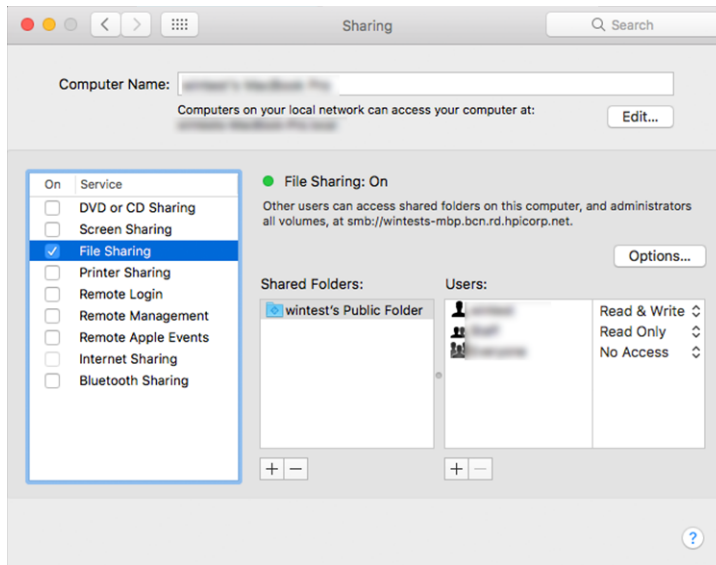 Sharing
Search
Computer Name:
Computers on your local network can access your computer at:
Edit...
On Service
DVD or CD Sharing
Screen Sharing
File Sharing
Printer Sharing
Remote Login
Remote Management
Remote Apple Events
Internet Sharing
Bluetooth Sharing
File Sharing: On
Other users can access shared folders on this computer, and administrators
all volumes, at smb://wintests-mbp.bcn.rd.hpicorp.net.
Options...
Shared Folders:
wintest's Public Folder
Users:
Read & Write
Read Only
No Access
+ −
+ −
?